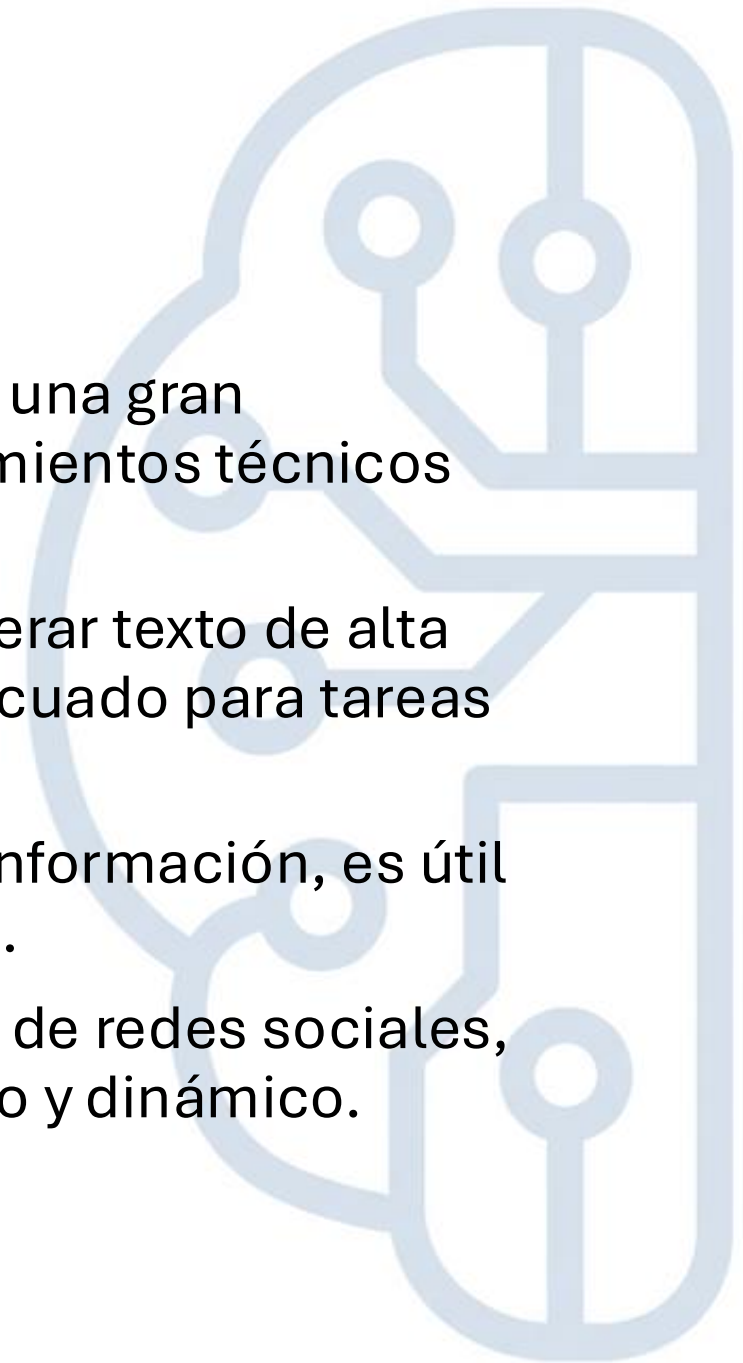 una gran
mientos técnicos
erar texto de alta
cuado para tareas
nformación, es útil
.
de redes sociales,
o y dinámico.